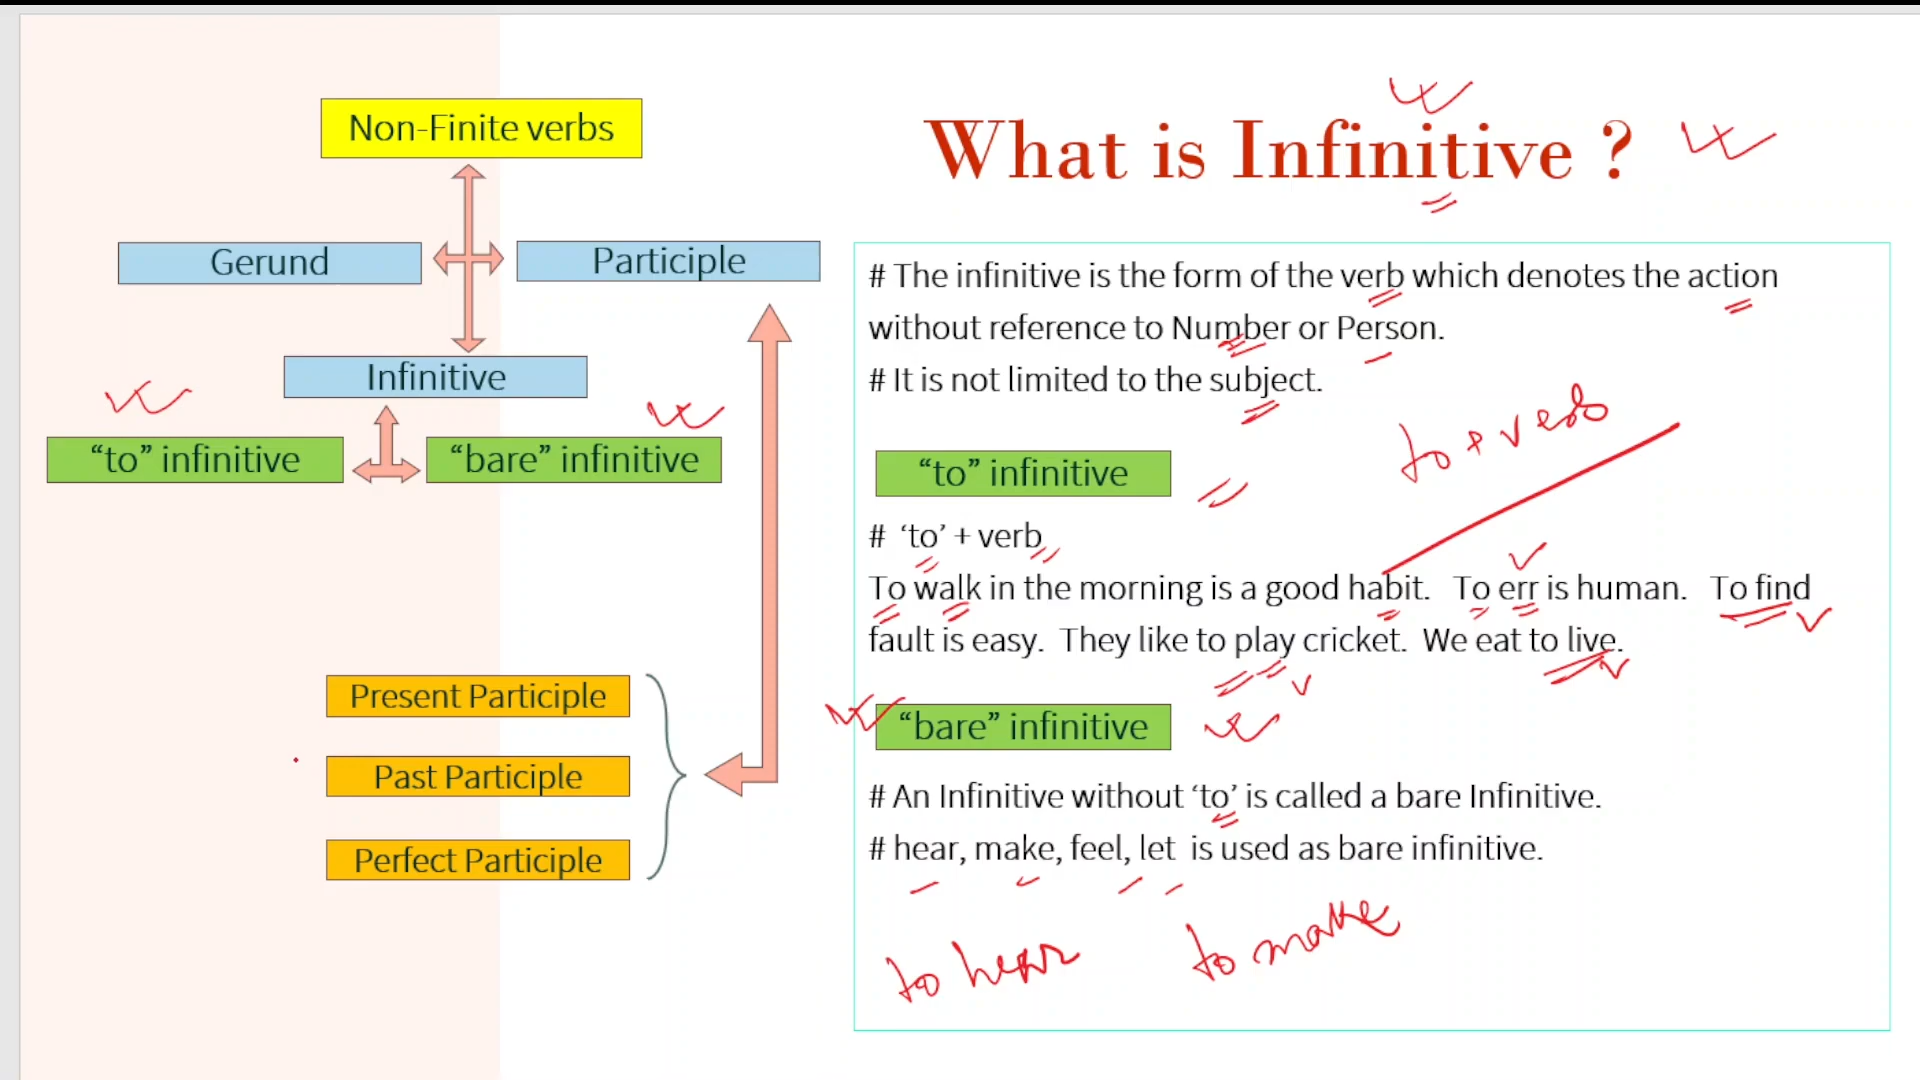 Non-Finite verbs
Gerund
Participle
Infinitive
“to” infinitive
“bare” infinitive
Present Participle
Past Participle
Perfect Participle
What is Infinitive ?
# The infinitive is the form of the verb which denotes the action
without reference to Number or Person.
# It is not limited to the subject.
to + verb
“to” infinitive
# ‘to’ + verb
To walk in the morning is a good habit. To err is human. To find
fault is easy. They like to play cricket. We eat to live.
“bare” infinitive
# An Infinitive without ‘to’ is called a bare Infinitive.
# hear, make, feel, let is used as bare infinitive.
to hear to make